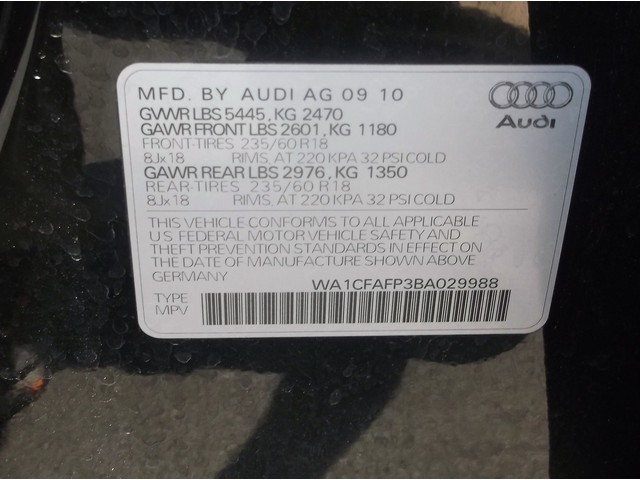 MFD. BY AUDI AG 09 10
GVWR LBS 5445, KG 2470
GAWR FRONT LBS 2601, KG 1180
FRONT-TIRES 235/60 R18
8Jx18 RIMS, AT 220 KPA 32 PSI COLD
GAWR REAR LBS 2976, KG 1350
REAR-TIRES 235/60 R18
8Jx18 RIMS, AT 220 KPA 32 PSI COLD
Audi
THIS VEHICLE CONFORMS TO ALL APPLICABLE
U.S. FEDERAL MOTOR VEHICLE SAFETY AND
THEFT PREVENTION STANDARDS IN EFFECT ON
THE DATE OF MANUFACTURE SHOWN ABOVE.
GERMANY WA1CFAFP3BA029988
TYPE
MPV